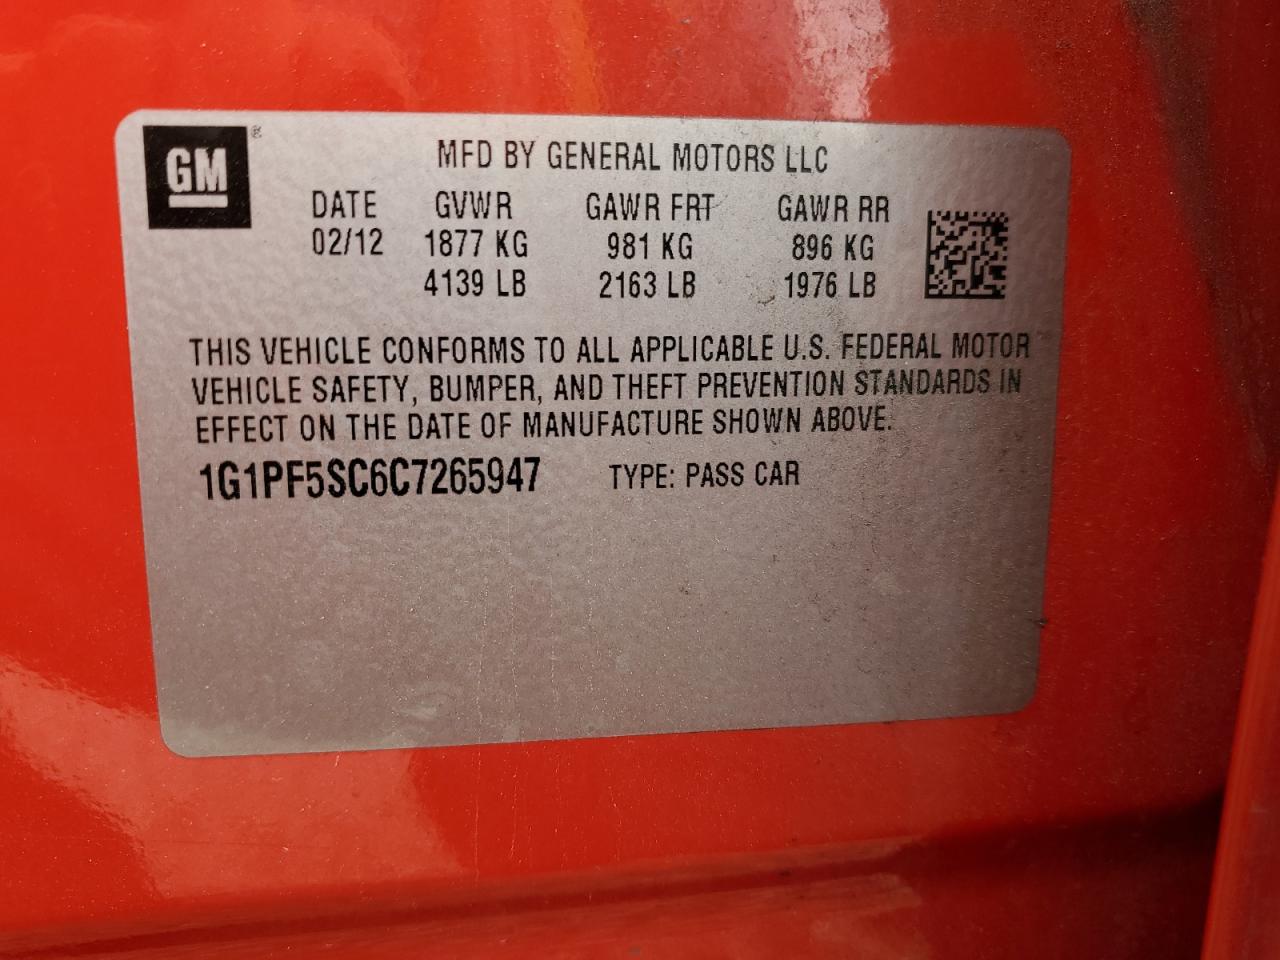 GM ®
MFD BY GENERAL MOTORS LLC
DATE GVWR GAWR FRT GAWR RR
02/12 1877 KG 981 KG 896 KG
4139 LB 2163 LB 1976 LB
THIS VEHICLE CONFORMS TO ALL APPLICABLE U.S. FEDERAL MOTOR
VEHICLE SAFETY, BUMPER, AND THEFT PREVENTION STANDARDS IN
EFFECT ON THE DATE OF MANUFACTURE SHOWN ABOVE.
1G1PF5SC6C7265947 TYPE: PASS CAR